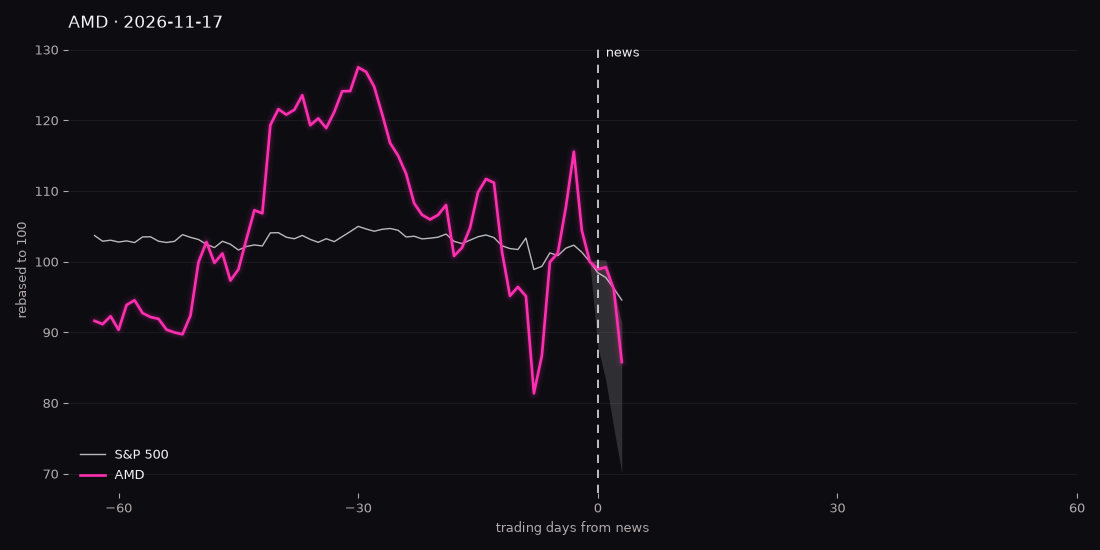 AMD · 2026-11-17
news
130
120
110
100
90
80
70
rebased to 100
S&P 500
AMD
−60
−30
0
30
60
trading days from news